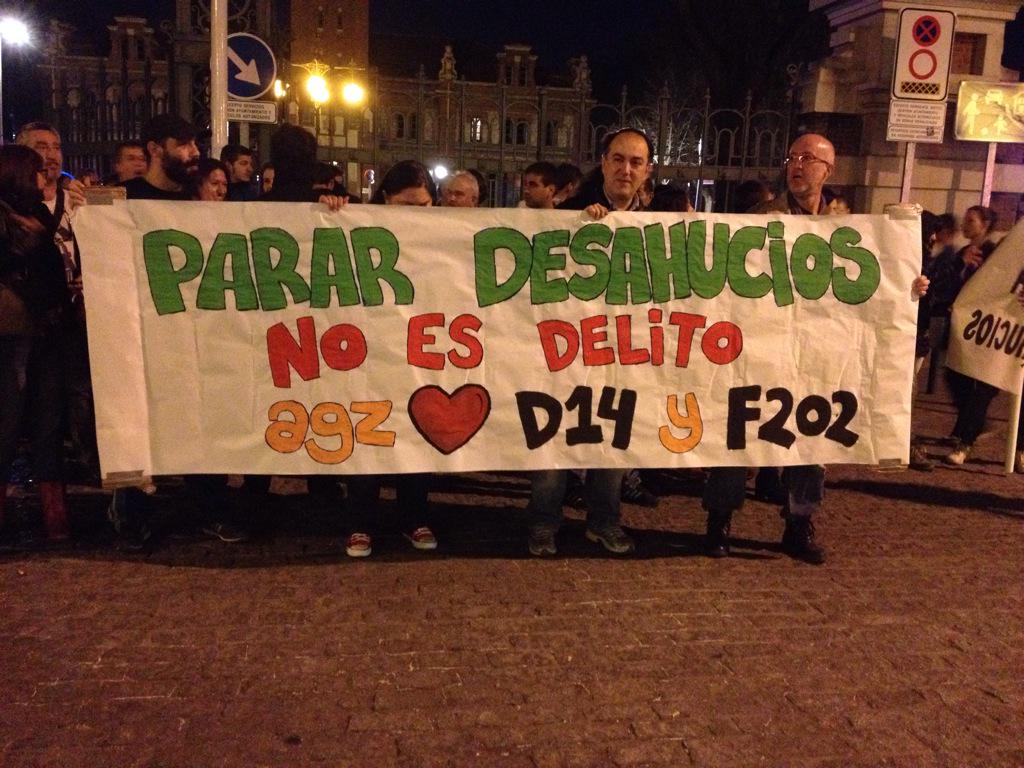 PARAR DESAHUCiOS
NO ES DELiTO
agz ❤ D14 y F202